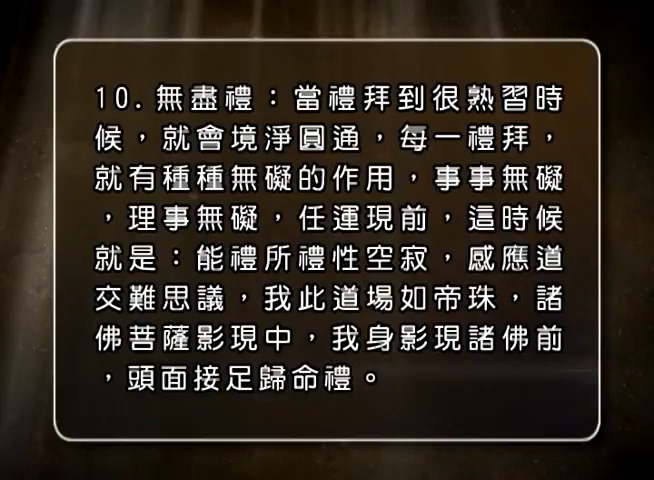 10. 無盡禮：當禮拜到很熟習時
候，就會境淨圓通，每一禮拜，
就有種種無礙的作用，事事無礙
，理事無礙，任運現前，這時候
就是：能禮所禮性空寂，感應道
交難思議，我此道場如帝珠，諸
佛菩薩影現中，我身影現諸佛前
，頭面接足歸命禮。